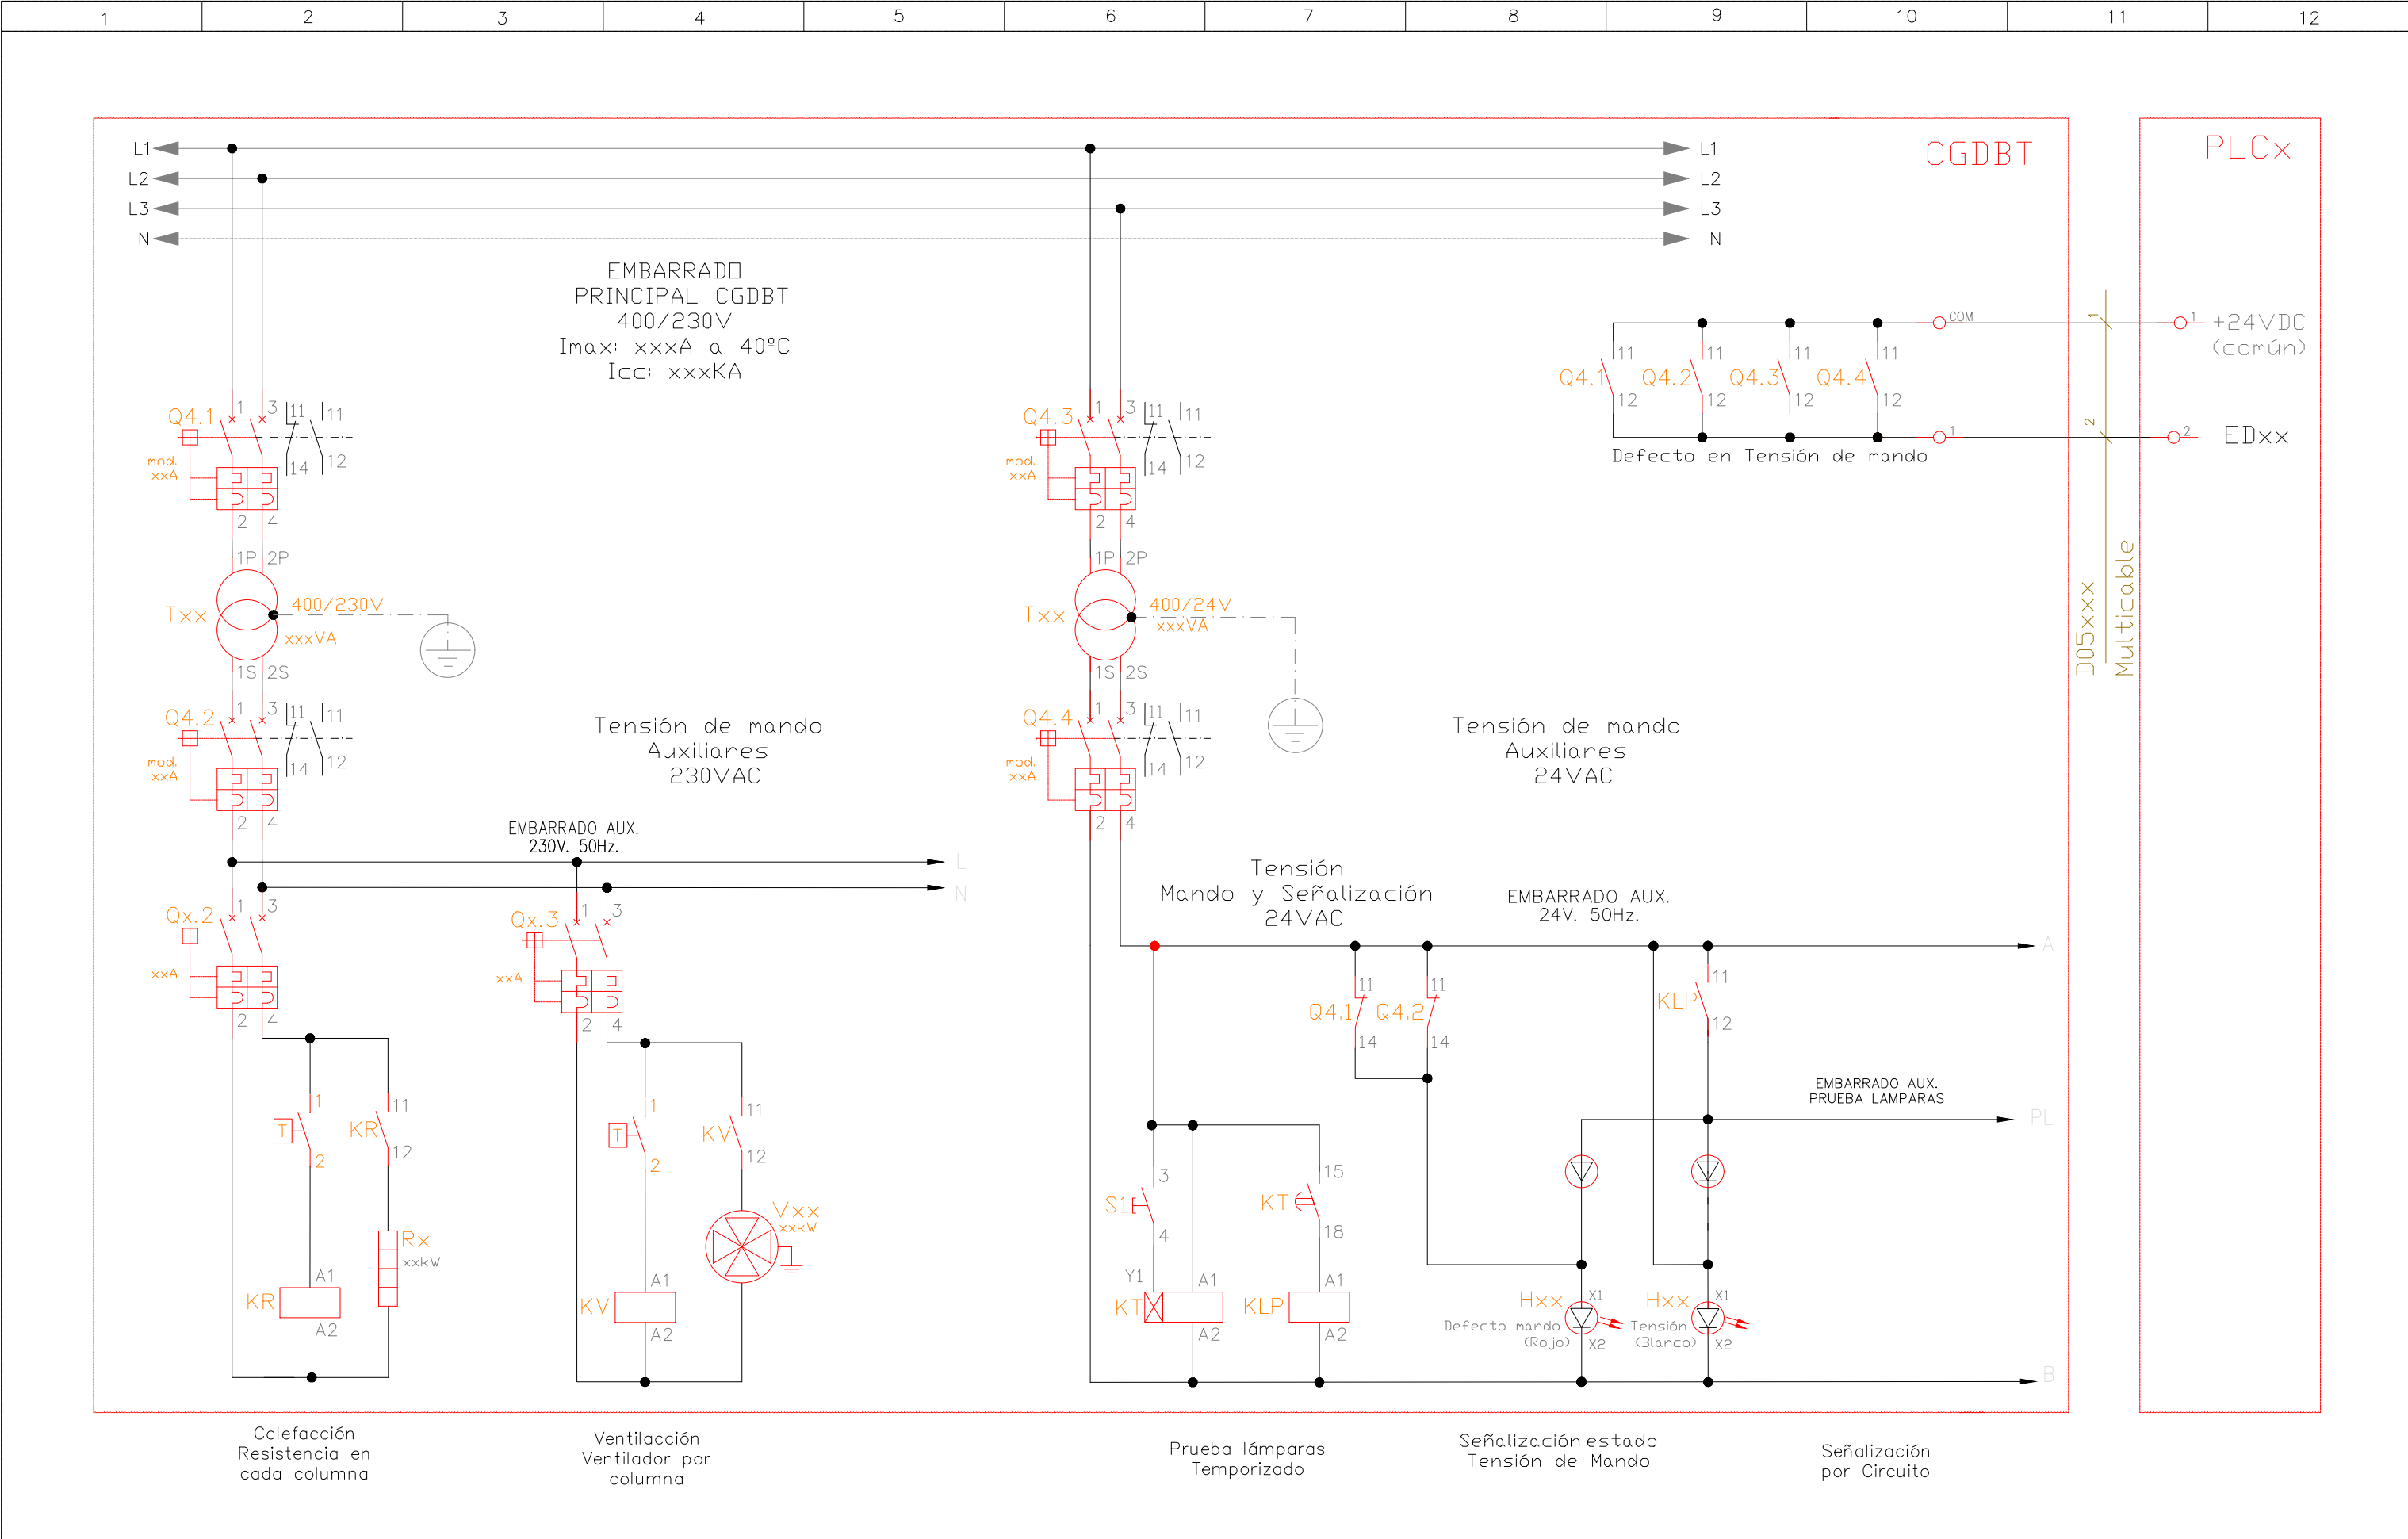 1 2 3 4 5 6 7 8 9 10 11 12
CGDBT
PLCx
L1 L1
L2 L2
L3 L3
N N
EMBARRADO
PRINCIPAL CGDBT
400/230V
Imax: xxxA a 40ºC
Icc: xxxKA
COM 1 1 +24VDC
(común)
11 11 11 11
Q4.1 Q4.2 Q4.3 Q4.4
12 12 12 12
1 2 2 EDxx
Defecto en Tensión de mando
D05xxx
Multicable
Q4.1 1 3 11 11
mod.
xxA
14 12
2 4
Q4.3 1 3 11 11
mod.
xxA
14 12
2 4
1P 2P
Txx 400/230V
xxxVA
1S 2S
1P 2P
Txx 400/24V
xxxVA
1S 2S
Q4.2 1 3 11 11
mod.
xxA
14 12
2 4
Tensión de mando
Auxiliares
230VAC
Q4.4 1 3 11 11
mod.
xxA
14 12
2 4
Tensión de mando
Auxiliares
24VAC
EMBARRADO AUX.
230V. 50Hz.
L
N
Qx.2 1 3
xxA
2 4
Qx.3 1 3
xxA
2 4
Tensión
Mando y Señalización
24VAC
EMBARRADO AUX.
24V. 50Hz.
A
11 11 11
Q4.1 Q4.2 KLP
14 14 12
EMBARRADO AUX.
PRUEBA LAMPARAS
PL
1 11
T KR
2 12
Rx
xxkW
A1
KR
A2
1 11
T KV
2 12
Vxx
xxkW
A1
KV
A2
3 15
S1 KT
4 18
Y1 A1 A1
KT KLP
A2 A2
Hxx X1
Defecto mando
(Rojo) X2
Hxx X1
Tensión
(Blanco) X2
B
Calefacción
Resistencia en
cada columna
Ventilacción
Ventilador por
columna
Prueba lámparas
Temporizado
Señalización estado
Tensión de Mando
Señalización
por Circuito